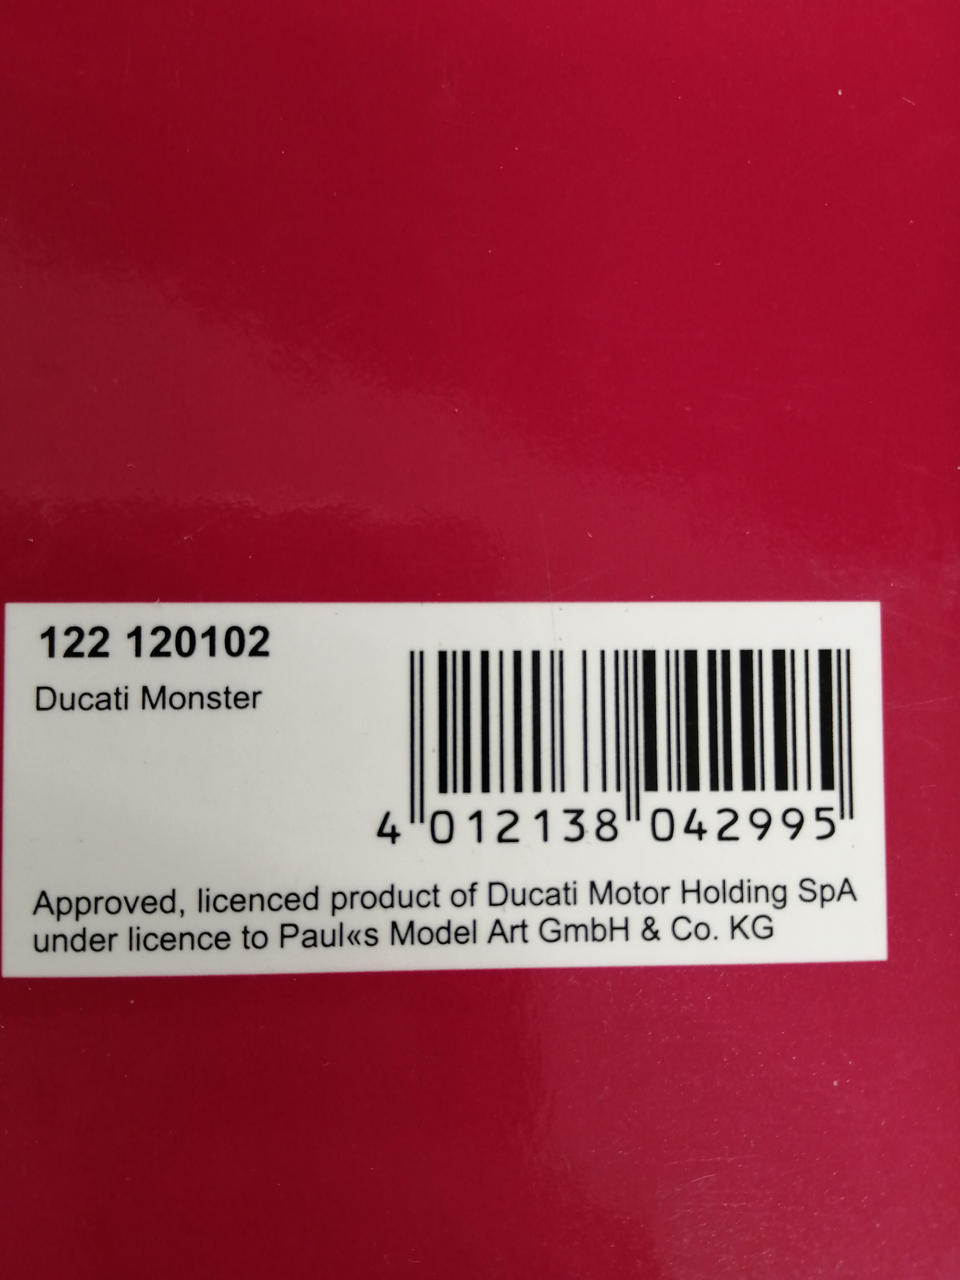 122 120102
Ducati Monster
4 012138 042995
Approved, licenced product of Ducati Motor Holding SpA
under licence to Paul«s Model Art GmbH & Co. KG